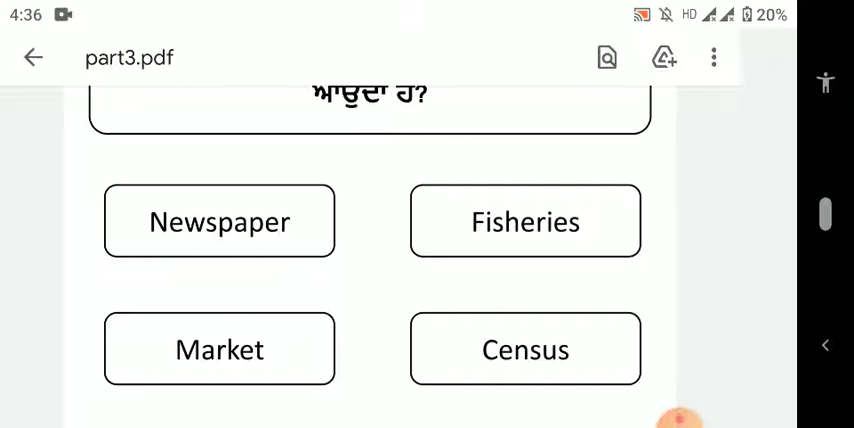 4:36 HD 20%
part3.pdf
ਆਉਂਦਾ ਹੈ?
Newspaper Fisheries
Market Census